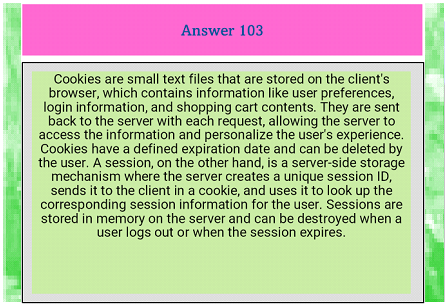 Answer 103
Cookies are small text files that are stored on the client's
browser, which contains information like user preferences,
login information, and shopping cart contents. They are sent
back to the server with each request, allowing the server to
access the information and personalize the user's experience.
Cookies have a defined expiration date and can be deleted by
the user. A session, on the other hand, is a server-side storage
mechanism where the server creates a unique session ID,
sends it to the client in a cookie, and uses it to look up the
corresponding session information for the user. Sessions are
stored in memory on the server and can be destroyed when a
user logs out or when the session expires.